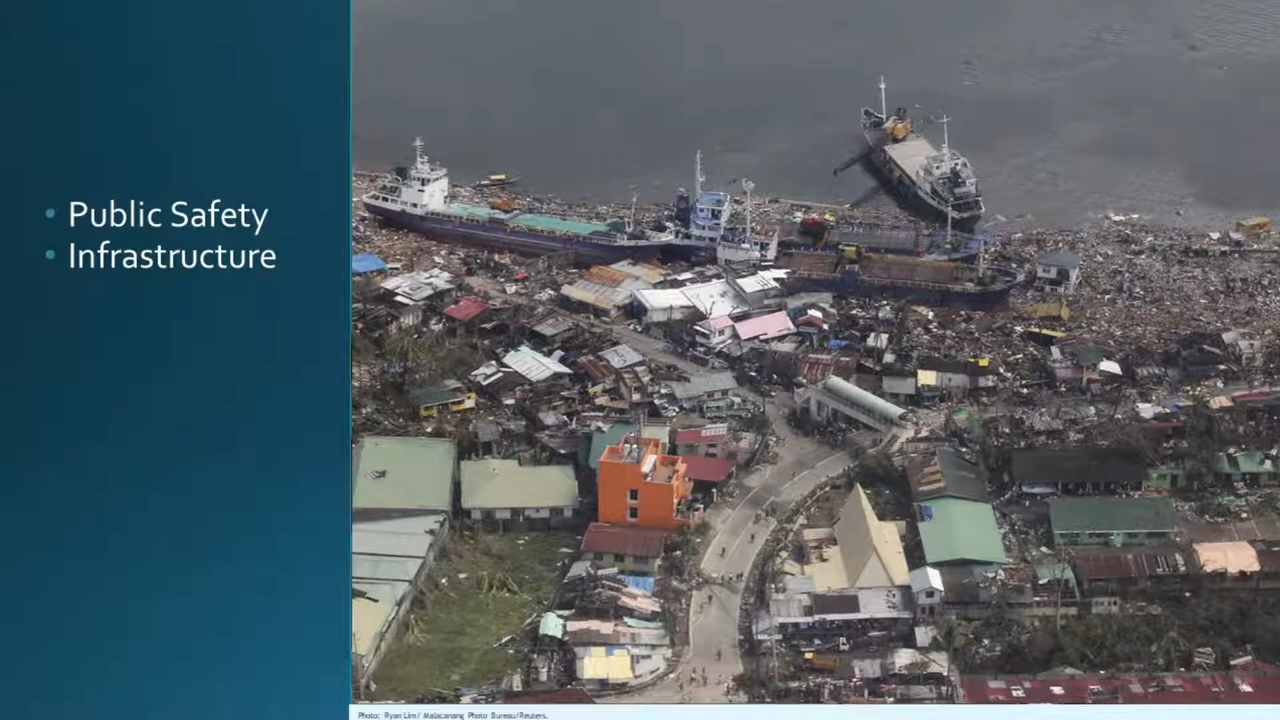 • Public Safety
• Infrastructure
Photo: Ryan Lim/ Malacanang Photo Bureau/Reuters.